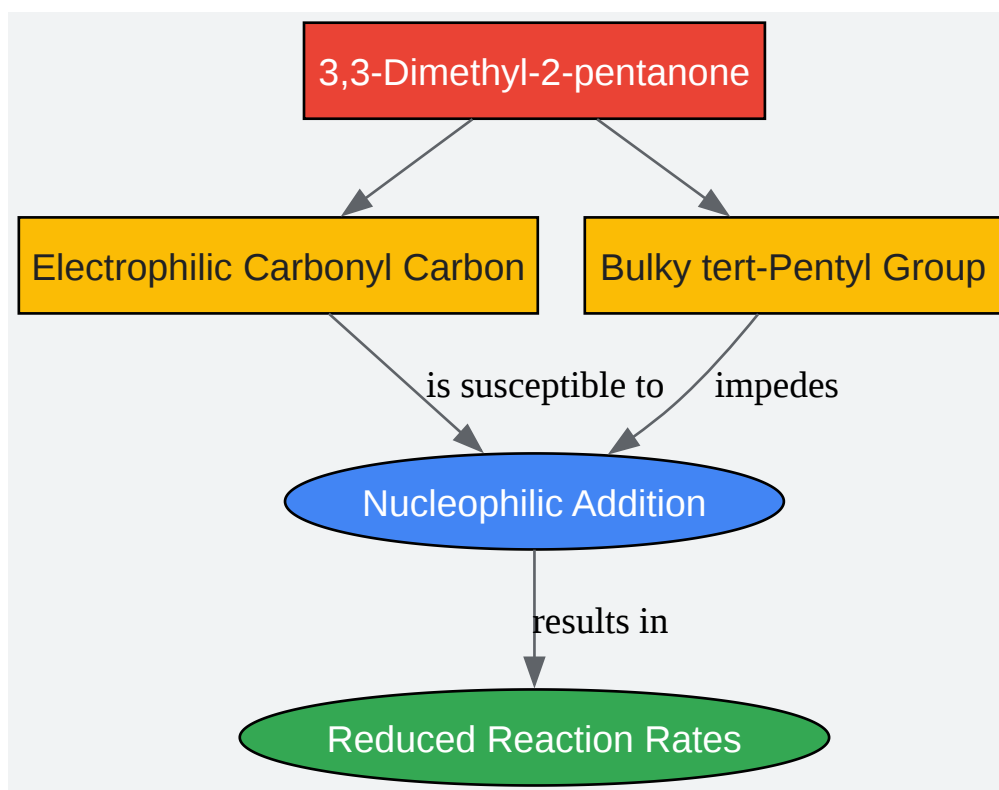 3,3-Dimethyl-2-pentanone
Electrophilic Carbonyl Carbon
Bulky tert-Pentyl Group
is susceptible to
impedes
Nucleophilic Addition
results in
Reduced Reaction Rates